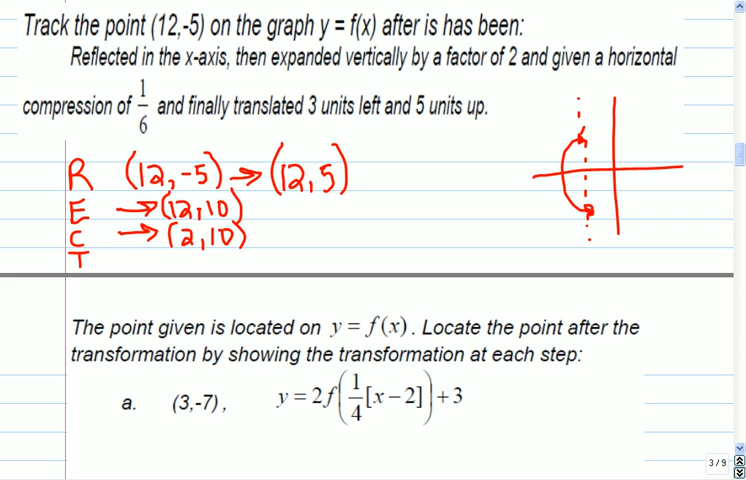 Track the point (12,-5) on the graph y = f(x) after is has been:
Reflected in the x-axis, then expanded vertically by a factor of 2 and given a horizontal
compression of 1/6 and finally translated 3 units left and 5 units up.
R (12,-5) → (12,5)
E → (12,10)
C → (2,10)
T
The point given is located on y = f(x). Locate the point after the
transformation by showing the transformation at each step:
a. (3,-7), y = 2f(1/4[x − 2]) + 3
3 / 9